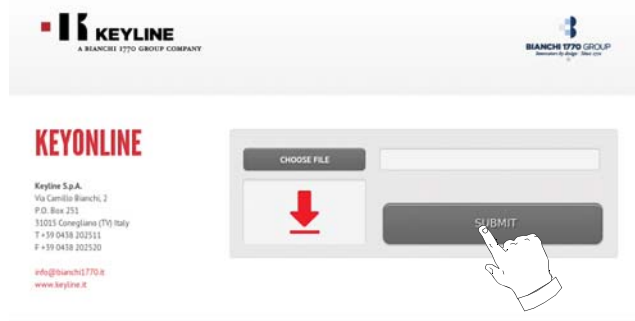 KEYLINE
A BIANCHI 1770 GROUP COMPANY
BIANCHI 1770 GROUP
KEYONLINE
CHOOSE FILE
SUBMIT
Keyline S.p.A.
Via Camillo Bianchi, 2
P.O. Box 251
31015 Conegliano (TV) Italy
T +39 0438 202511
F +39 0438 202520
info@bianchi1770.it
www.keyline.it